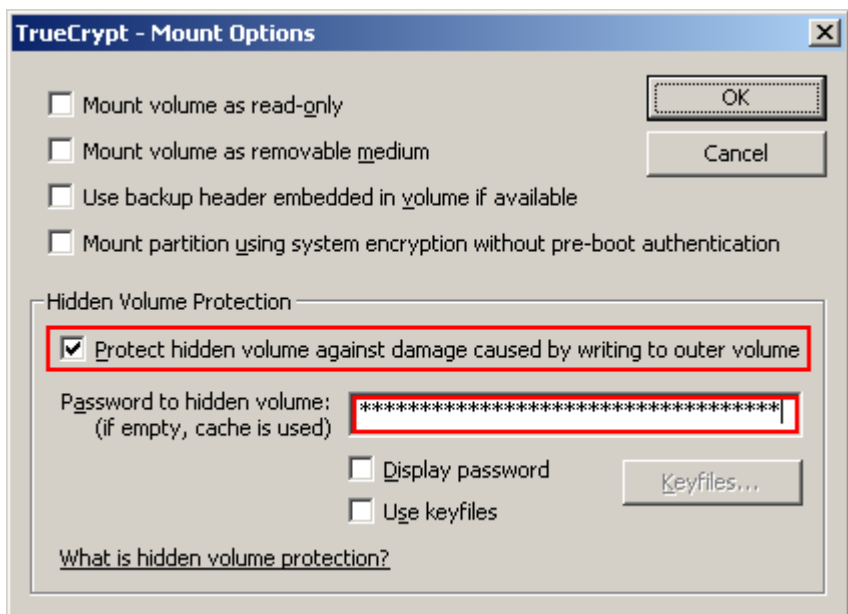 TrueCrypt - Mount Options
Mount volume as read-only
OK
Mount volume as removable medium
Cancel
Use backup header embedded in volume if available
Mount partition using system encryption without pre-boot authentication
Hidden Volume Protection
Protect hidden volume against damage caused by writing to outer volume
Password to hidden volume: ***********************************
(if empty, cache is used)
Display password
Keyfiles...
Use keyfiles
What is hidden volume protection?